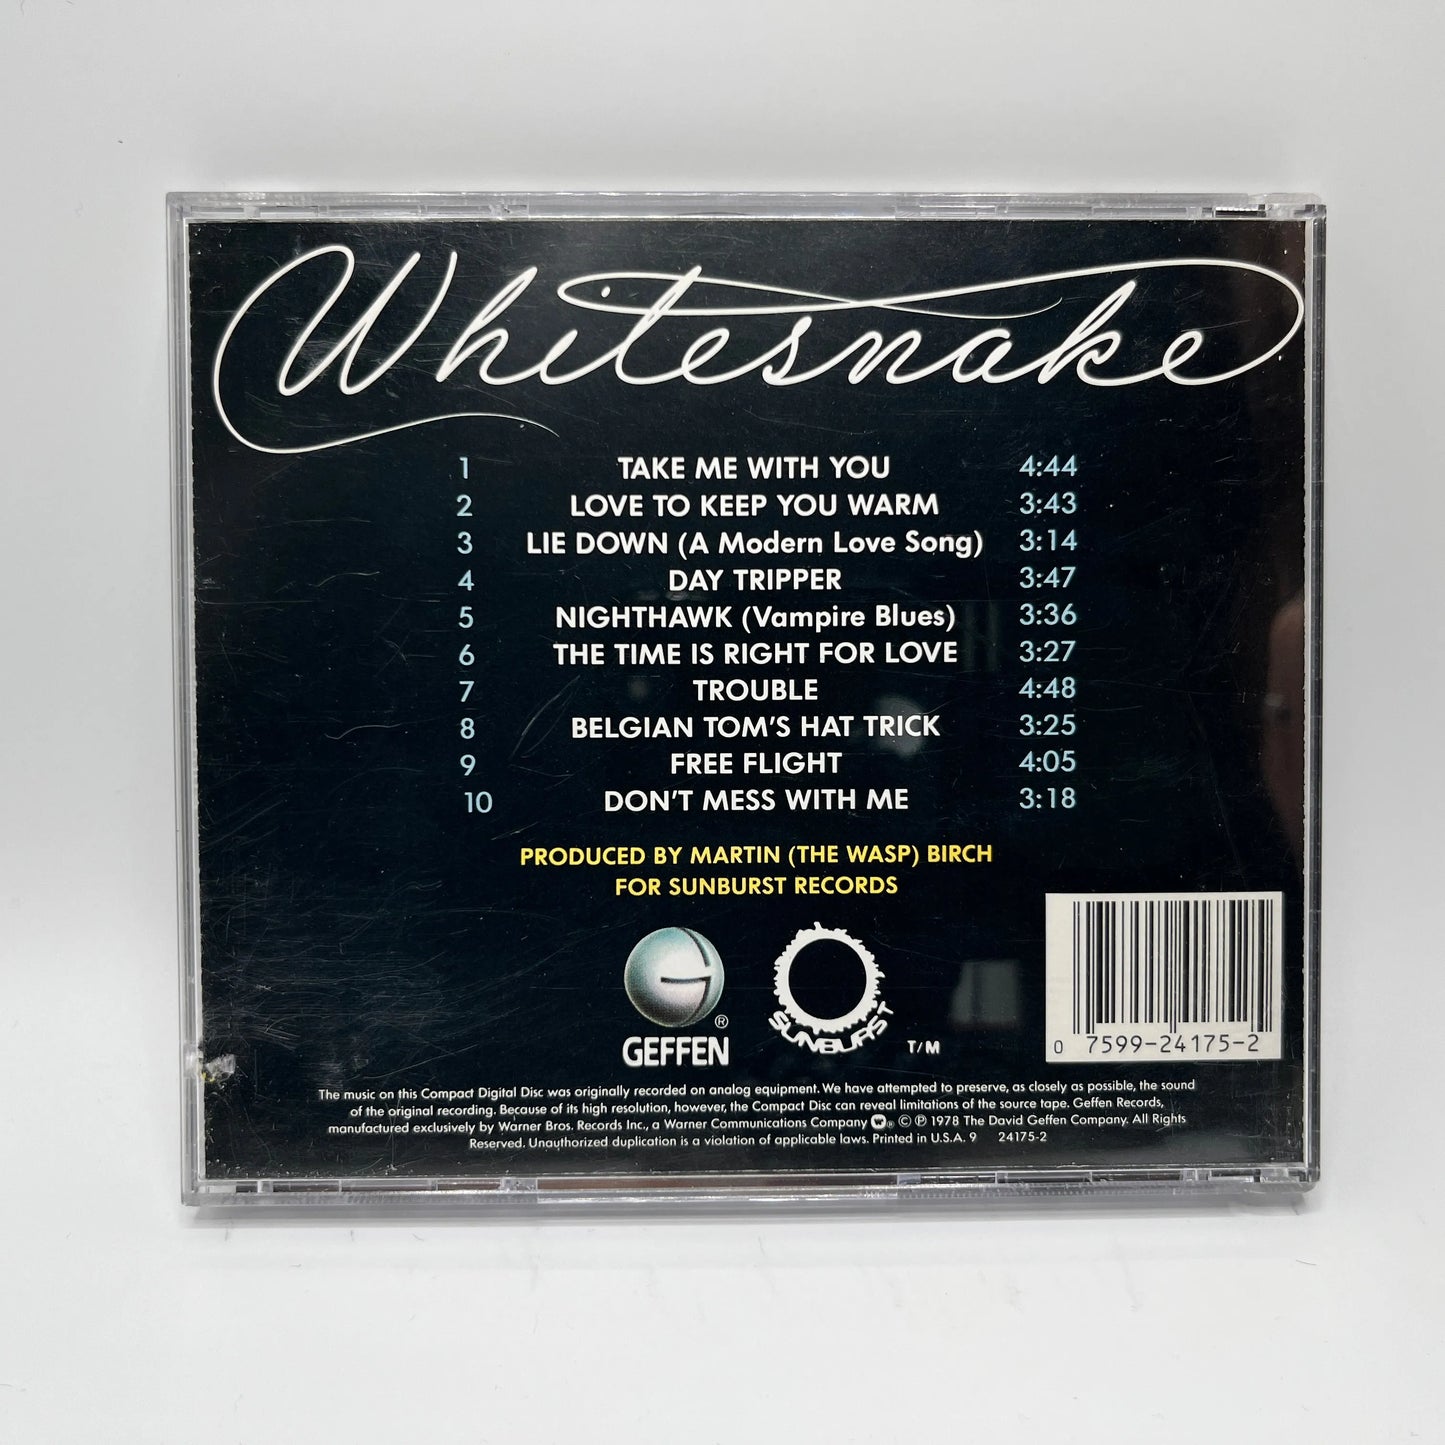 Whitesnake
1 TAKE ME WITH YOU 4:44
2 LOVE TO KEEP YOU WARM 3:43
3 LIE DOWN (A Modern Love Song) 3:14
4 DAY TRIPPER 3:47
5 NIGHTHAWK (Vampire Blues) 3:36
6 THE TIME IS RIGHT FOR LOVE 3:27
7 TROUBLE 4:48
8 BELGIAN TOM'S HAT TRICK 3:25
9 FREE FLIGHT 4:05
10 DON'T MESS WITH ME 3:18
PRODUCED BY MARTIN (THE WASP) BIRCH
FOR SUNBURST RECORDS
G ®
GEFFEN
SUNBURST T/M
0 7599-24175-2
The music on this Compact Digital Disc was originally recorded on analog equipment. We have attempted to preserve, as closely as possible, the sound
of the original recording. Because of its high resolution, however, the Compact Disc can reveal limitations of the source tape. Geffen Records,
manufactured exclusively by Warner Bros. Records Inc., a Warner Communications Company W® © ℗ 1978 The David Geffen Company. All Rights
Reserved. Unauthorized duplication is a violation of applicable laws. Printed in U.S.A. 9 24175-2